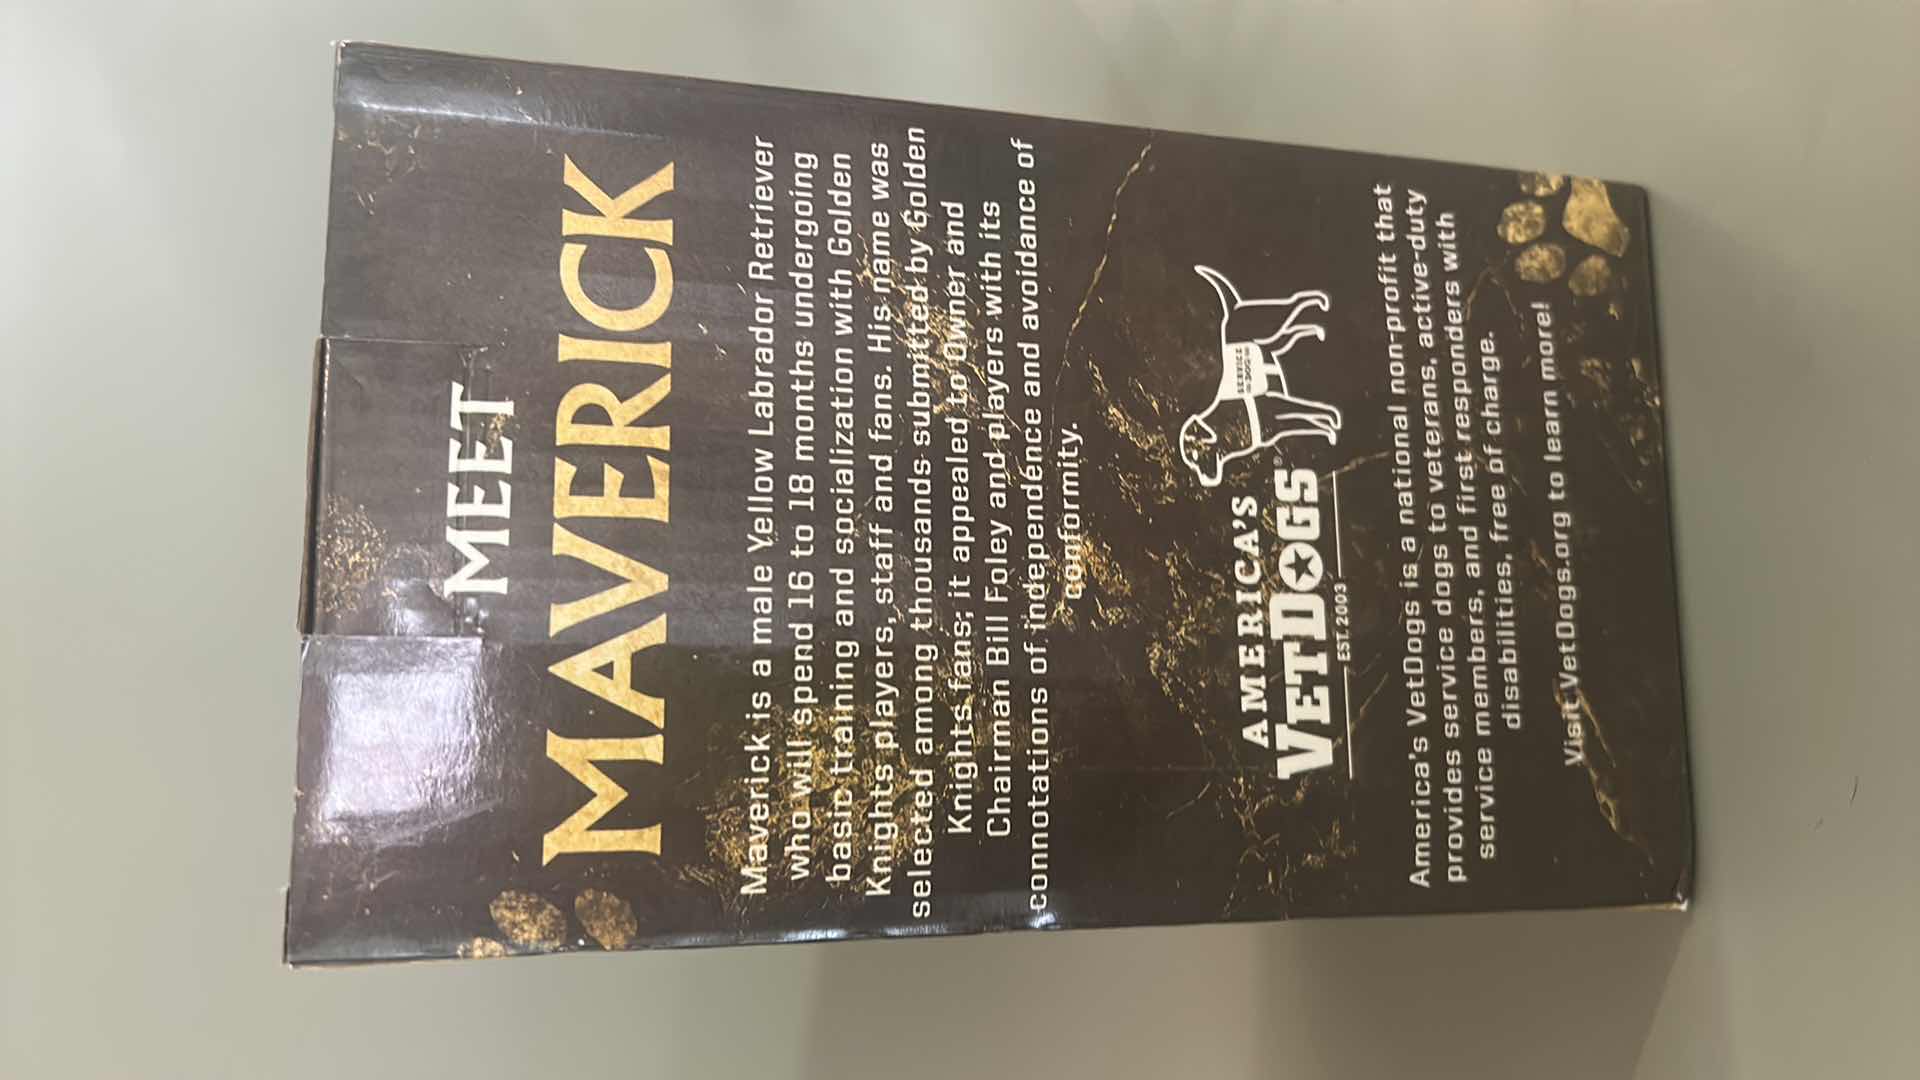 MEET
MAVERICK
Maverick is a male Yellow Labrador Retriever
who will spend 16 to 18 months undergoing
basic training and socialization with Golden
Knights players, staff and fans. His name was
selected among thousands submitted by Golden
Knights fans; it appealed to Owner and
Chairman Bill Foley and players with its
connotations of independence and avoidance of
conformity.
SERVICE
DOG
AMERICA'S
VETDOGS®
EST. 2003
America's VetDogs is a national non-profit that
provides service dogs to veterans, active-duty
service members, and first responders with
disabilities, free of charge.
Visit VetDogs.org to learn more!